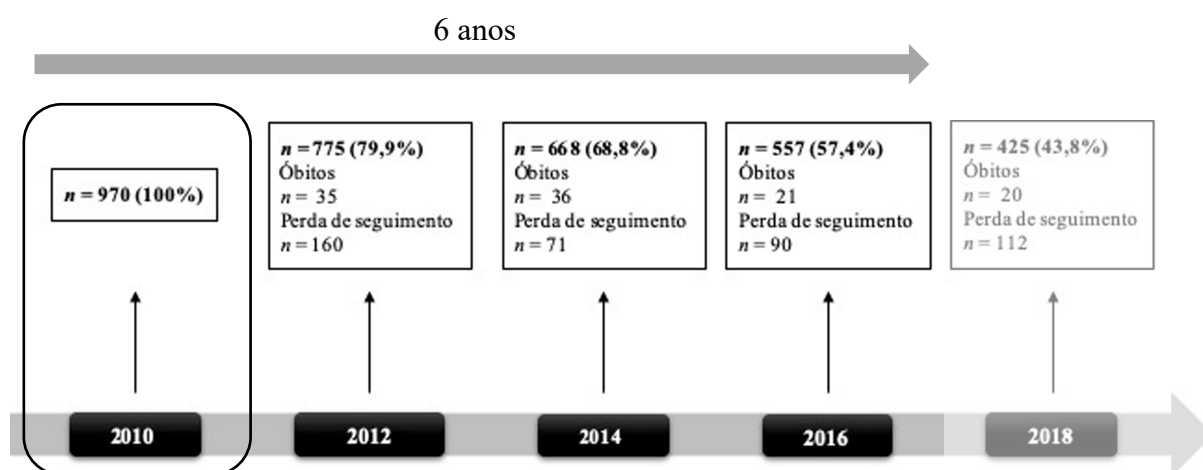 6 anos
n = 970 (100%)
n = 775 (79,9%)
Óbitos
n = 35
Perda de seguimento
n = 160
n = 668 (68,8%)
Óbitos
n = 36
Perda de seguimento
n = 71
n = 557 (57,4%)
Óbitos
n = 21
Perda de seguimento
n = 90
n = 425 (43,8%)
Óbitos
n = 20
Perda de seguimento
n = 112
2010
2012
2014
2016
2018